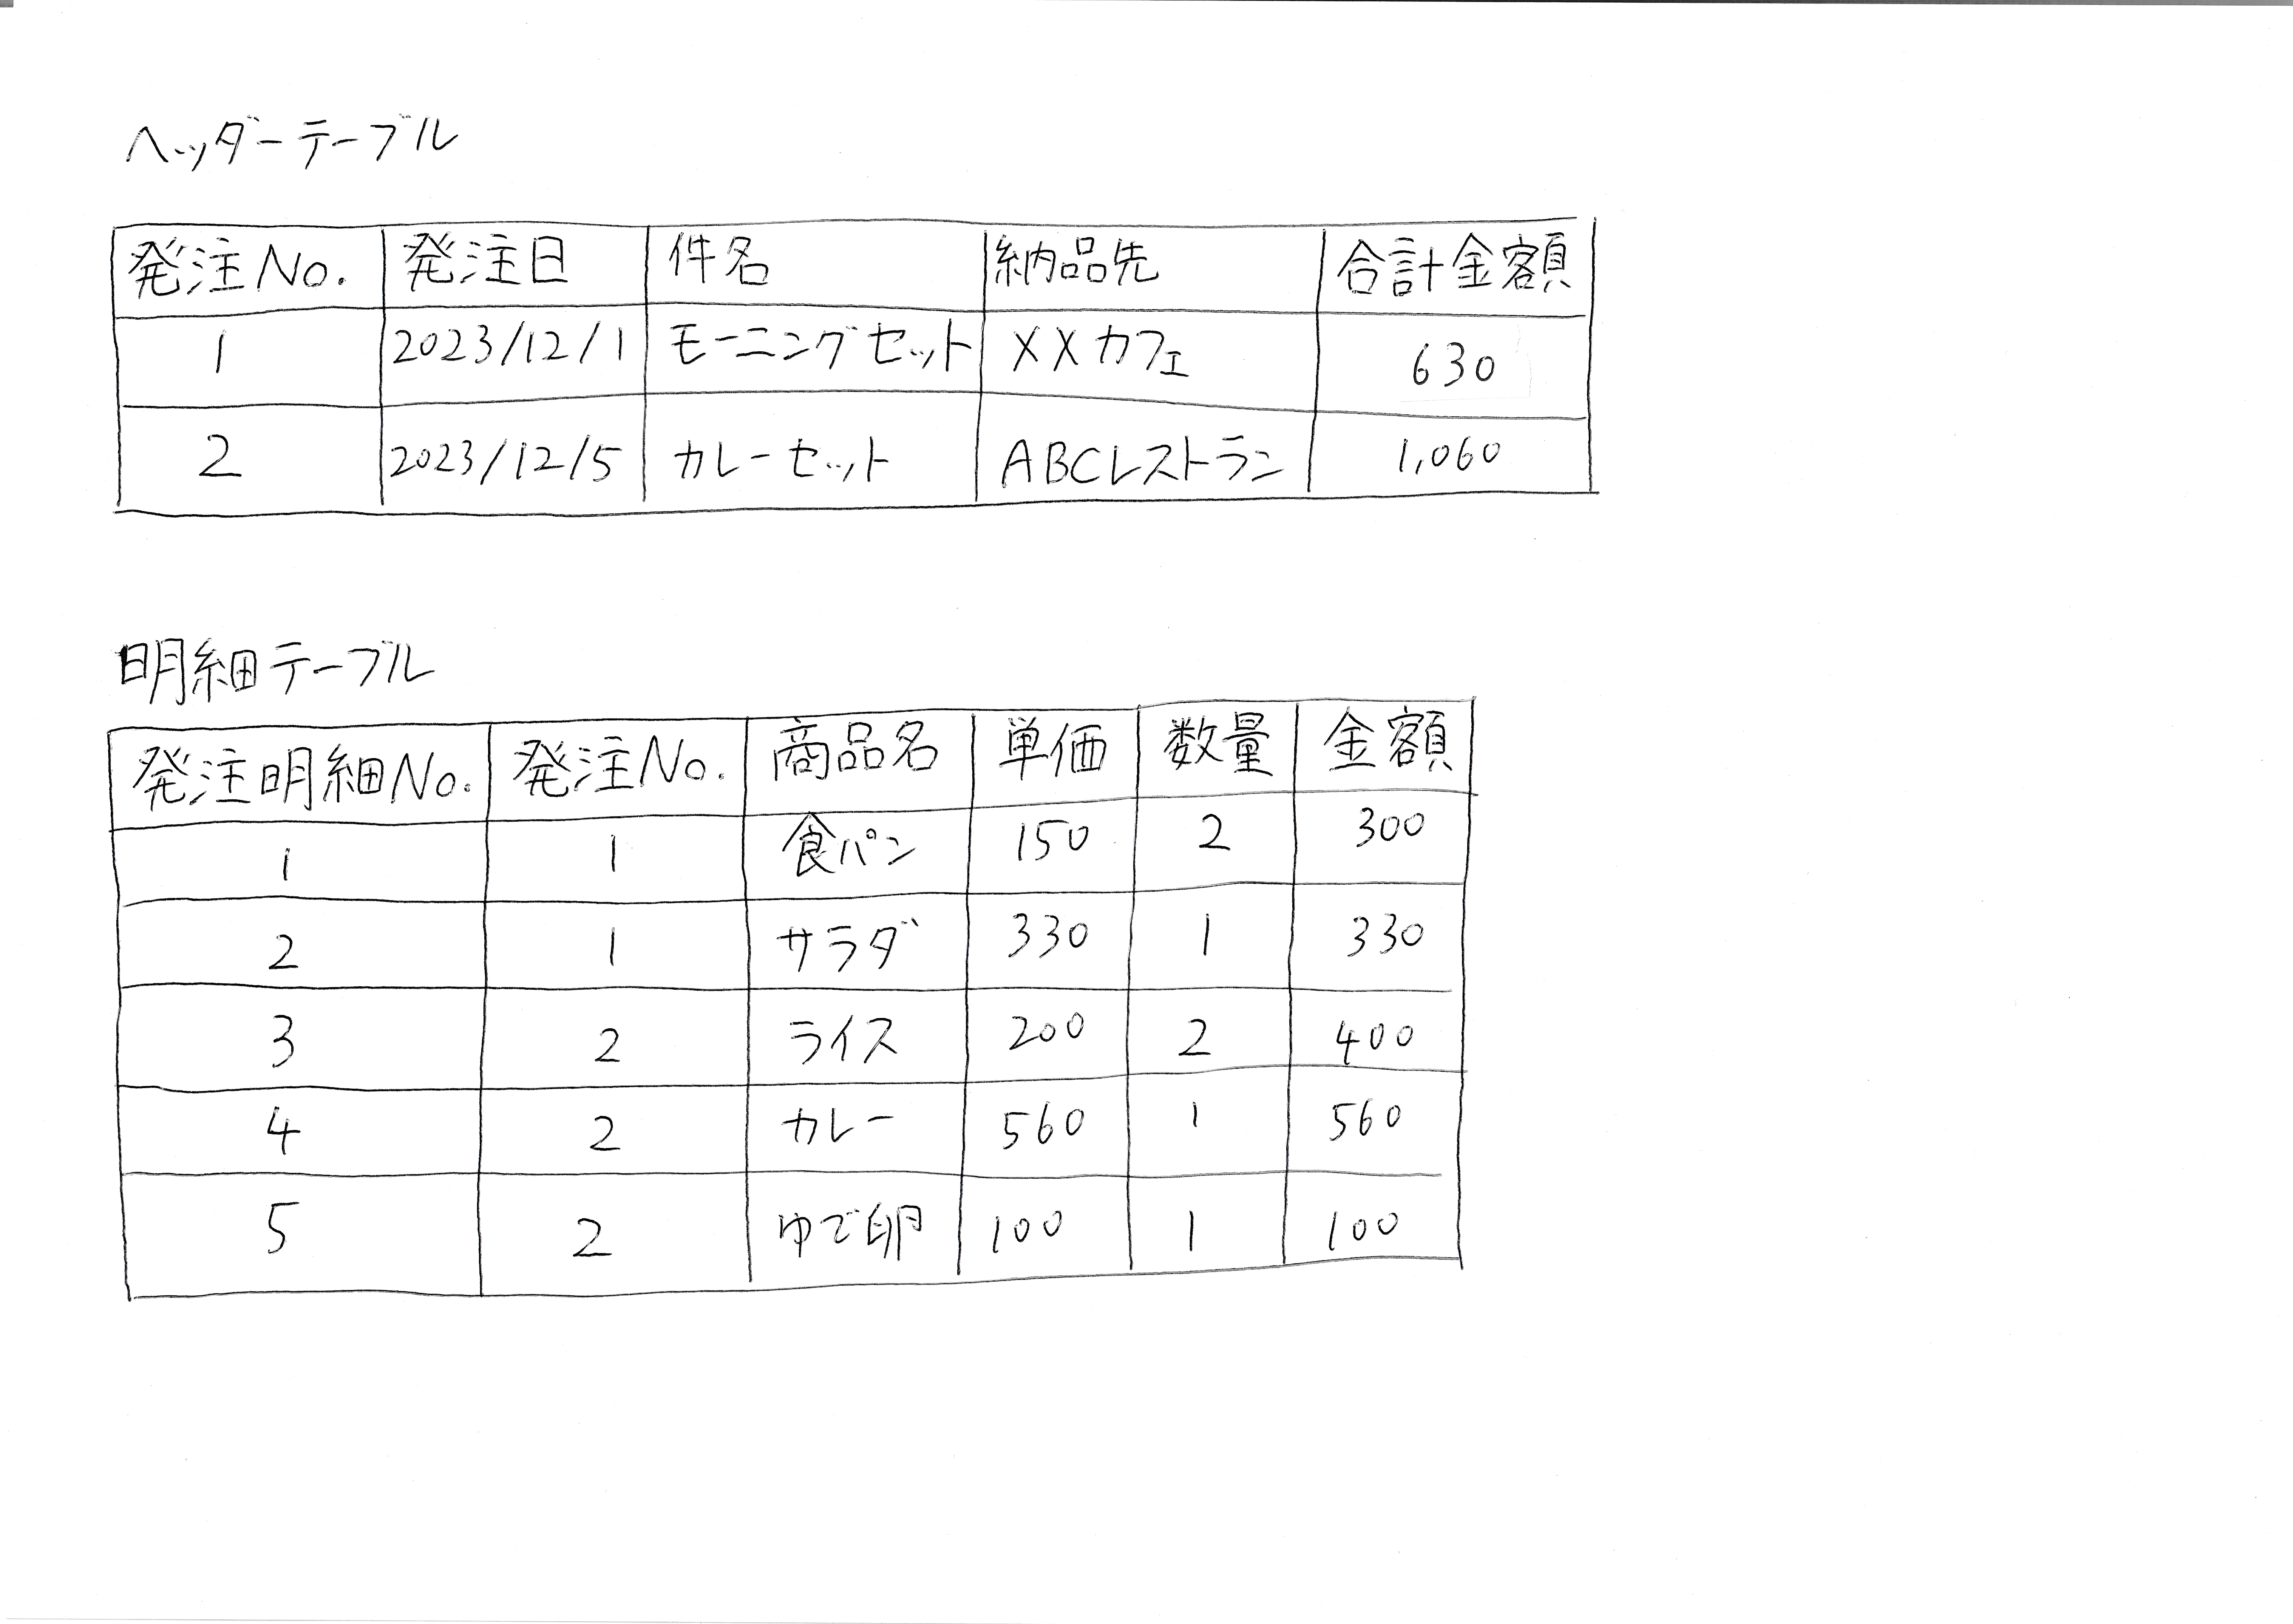 ヘッダーテーブル
発注No. 発注日 件名 納品先 合計金額
1 2023/12/1 モーニングセット XXカフェ 630
2 2023/12/5 カレーセット ABCレストラン 1,060
明細テーブル
発注明細No. 発注No. 商品名 単価 数量 金額
1 1 食パン 150 2 300
2 1 サラダ 330 1 330
3 2 ライス 200 2 400
4 2 カレー 560 1 560
5 2 ゆで卵 100 1 100